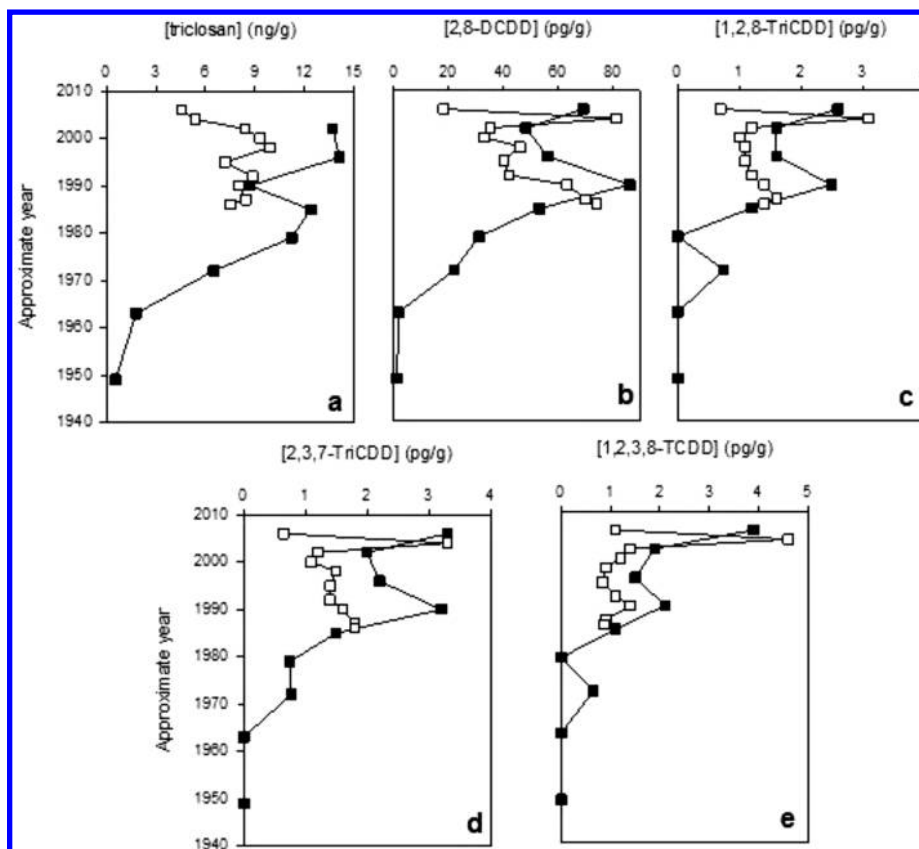 [triclosan] (ng/g) [2,8-DCDD] (pg/g) [1,2,8-TriCDD] (pg/g)
0 3 6 9 12 15 0 20 40 60 80 0 1 2 3
2010
2000
1990
1980
1970
1960
1950
1940
Approximate year
a b c
[2,3,7-TriCDD] (pg/g) [1,2,3,8-TCDD] (pg/g)
0 1 2 3 4 0 1 2 3 4 5
2010
2000
1990
1980
1970
1960
1950
1940
Approximate year
d e